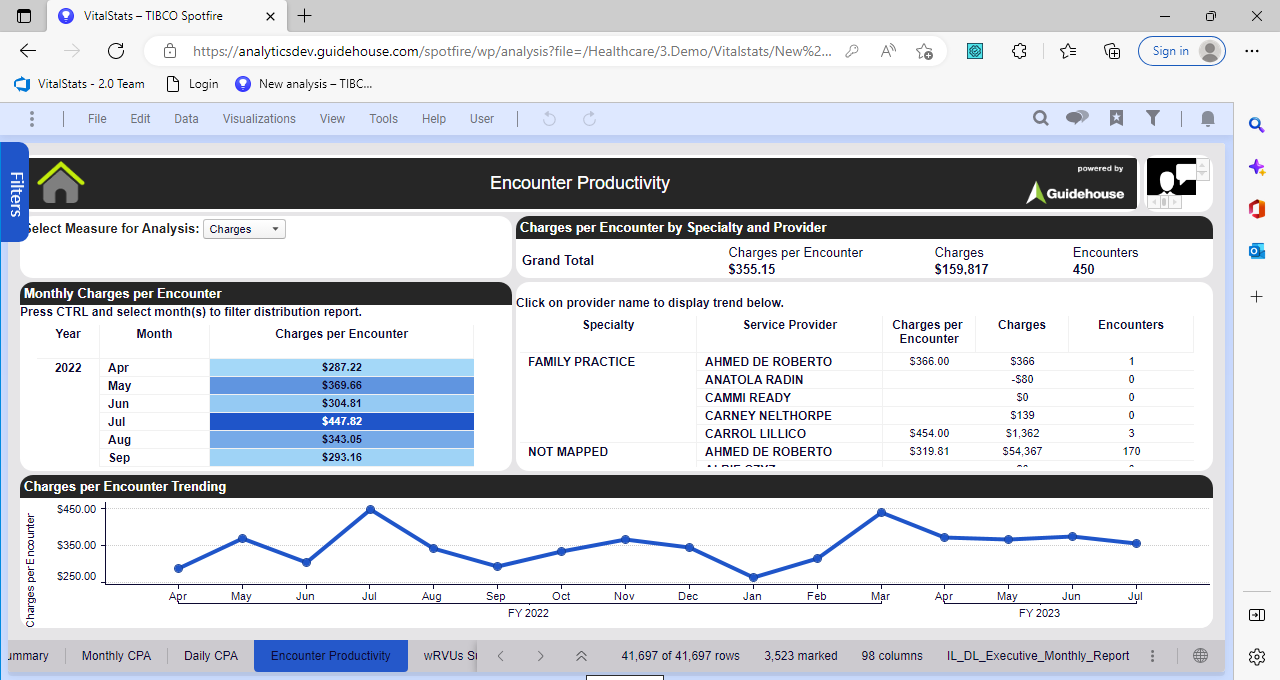 VitalStats – TIBCO Spotfire
https://analyticsdev.guidehouse.com/spotfire/wp/analysis?file=/Healthcare/3.Demo/Vitalstats/New%2...
Sign in
VitalStats - 2.0 Team
Login
New analysis – TIBC...
File Edit Data Visualizations View Tools Help User
Filters
Encounter Productivity
powered by
Guidehouse
Select Measure for Analysis: Charges
Charges per Encounter by Specialty and Provider
Grand Total
Charges per Encounter Charges Encounters
$355.15 $159,817 450
Monthly Charges per Encounter
Press CTRL and select month(s) to filter distribution report.
Year Month Charges per Encounter
2022 Apr $287.22
May $369.66
Jun $304.81
Jul $447.82
Aug $343.05
Sep $293.16
Click on provider name to display trend below.
Specialty Service Provider Charges per Encounter Charges Encounters
FAMILY PRACTICE AHMED DE ROBERTO $366.00 $366 1
ANATOLA RADIN -$80 0
CAMMI READY $0 0
CARNEY NELTHORPE $139 0
CARROL LILLICO $454.00 $1,362 3
NOT MAPPED AHMED DE ROBERTO $319.81 $54,367 170
Charges per Encounter Trending
Charges per Encounter
$450.00
$350.00
$250.00
Apr May Jun Jul Aug Sep Oct Nov Dec Jan Feb Mar Apr May Jun Jul
FY 2022 FY 2023
ummary Monthly CPA Daily CPA Encounter Productivity wRVUs Su
41,697 of 41,697 rows 3,523 marked 98 columns IL_DL_Executive_Monthly_Report